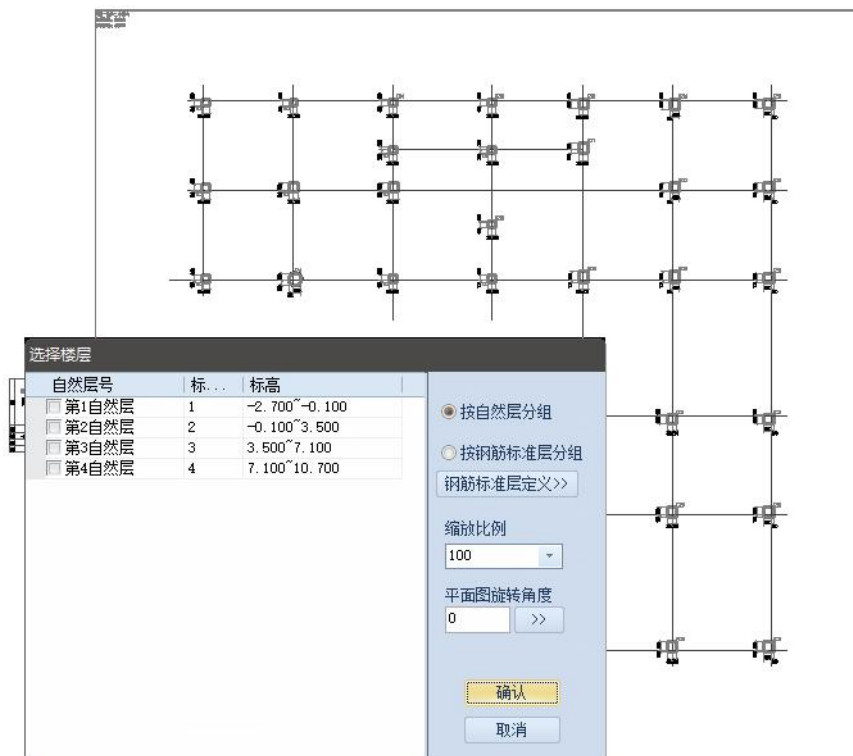 选择楼层
自然层号 标... 标高
第1自然层 1 -2.700~-0.100
第2自然层 2 -0.100~3.500
第3自然层 3 3.500~7.100
第4自然层 4 7.100~10.700
按自然层分组
按钢筋标准层分组
钢筋标准层定义>>
缩放比例
100
平面图旋转角度
0 >>
确认
取消